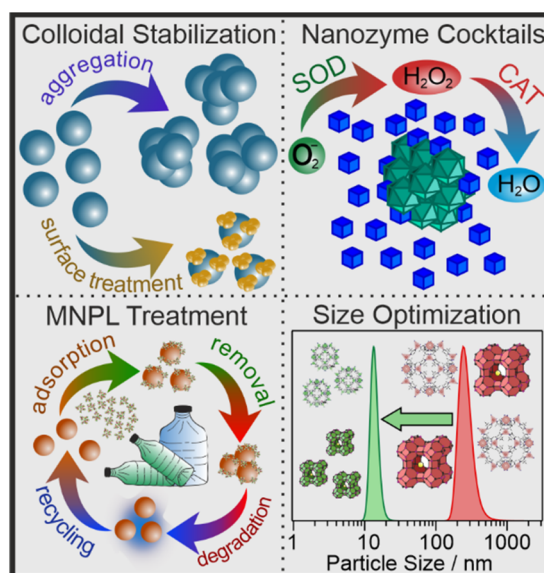 Colloidal Stabilization
aggregation
surface treatment
Nanozyme Cocktails
SOD
H₂O₂
CAT
O₂⁻
H₂O
MNPL Treatment
adsorption
removal
degradation
recycling
Size Optimization
1 10 100 1000
Particle Size / nm